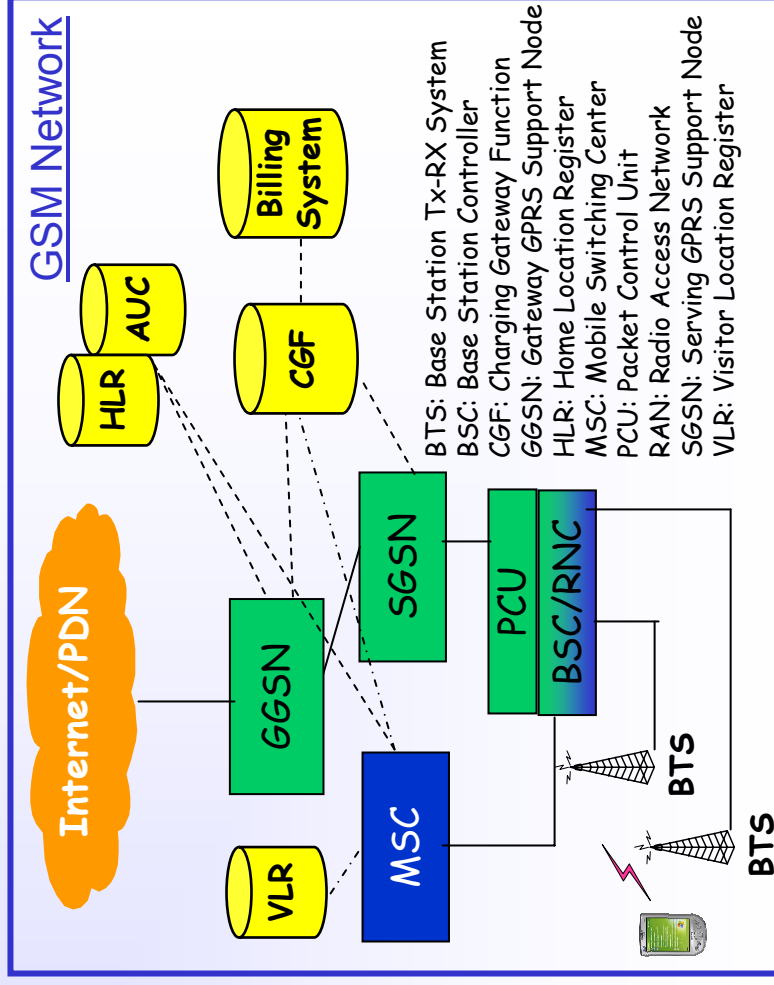 GSM Network
Internet/PDN
HLR
AUC
GGSN
CGF
Billing
System
VLR
MSC
SGSN
PCU
BSC/RNC
BTS
BTS
BTS: Base Station Tx-RX System
BSC: Base Station Controller
CGF: Charging Gateway Function
GGSN: Gateway GPRS Support Node
HLR: Home Location Register
MSC: Mobile Switching Center
PCU: Packet Control Unit
RAN: Radio Access Network
SGSN: Serving GPRS Support Node
VLR: Visitor Location Register